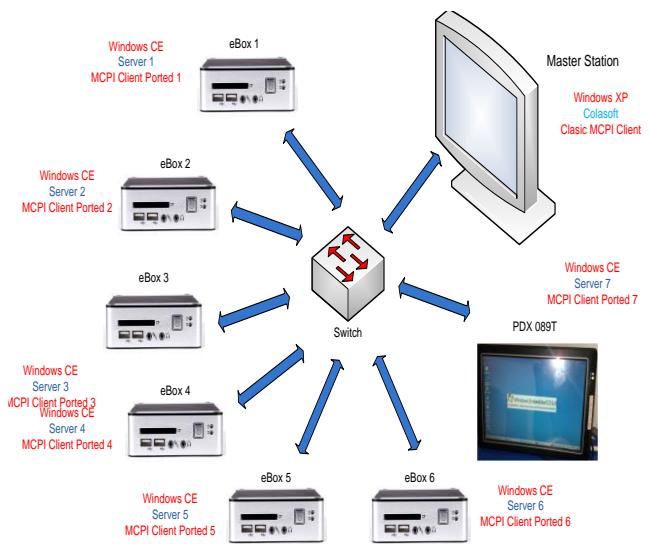 Windows CE
Server 1
MCPI Client Ported 1
eBox 1
Master Station
Windows XP
Colasoft
Clasic MCPI Client
eBox 2
Windows CE
Server 2
MCPI Client Ported 2
eBox 3
Switch
Windows CE
Server 7
MCPI Client Ported 7
PDX 089T
Windows CE
Server 3
MCPI Client Ported 3
eBox 4
Windows CE
Server 4
MCPI Client Ported 4
eBox 5
Windows CE
Server 5
MCPI Client Ported 5
eBox 6
Windows CE
Server 6
MCPI Client Ported 6